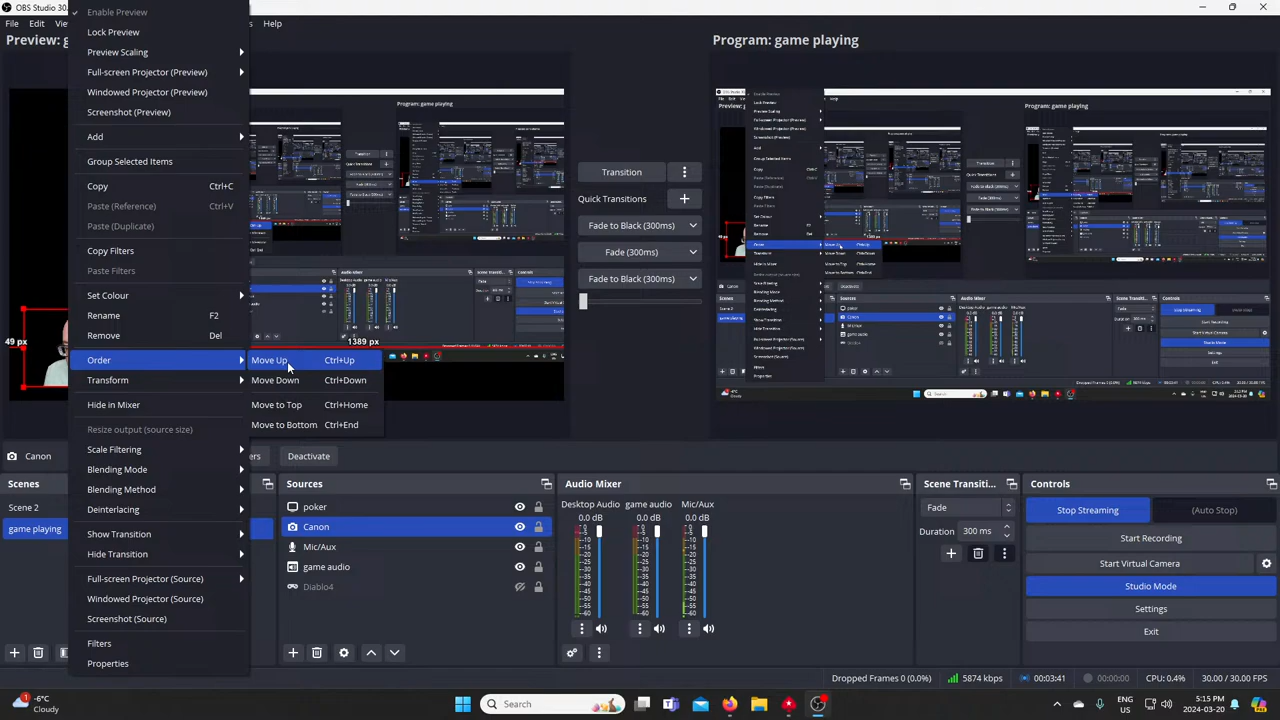 OBS Studio 30.
File
Edit
Vi
Help
Enable Preview
Lock Preview
Preview Scaling
Full-screen Projector (Preview)
Windowed Projector (Preview)
Screenshot (Preview)
Add
Group Selected Items
Copy Ctrl+C
Paste (Reference) Ctrl+V
Paste (Duplicate)
Copy Filters
Paste Filters
Set Colour
Rename F2
Remove Del
Order
Transform
Hide in Mixer
Resize output (source size)
Scale Filtering
Blending Mode
Blending Method
Deinterlacing
Show Transition
Hide Transition
Full-screen Projector (Source)
Windowed Projector (Source)
Screenshot (Source)
Filters
Properties
Move Up Ctrl+Up
Move Down Ctrl+Down
Move to Top Ctrl+Home
Move to Bottom Ctrl+End
Preview: g
Program: game playing
Program: game playing
Program: game playing
49 px
1389 px
Transition
Quick Transitions
Fade to Black (300ms)
Fade (300ms)
Fade to Black (300ms)
Canon
ers
Deactivate
Scenes
Scene 2
game playing
Sources
poker
Canon
Mic/Aux
game audio
Diablo4
Audio Mixer
Desktop Audio game audio Mic/Aux
0.0 dB 0.0 dB 0.0 dB
Scene Transiti...
Fade
Duration 300 ms
Controls
Stop Streaming (Auto Stop)
Start Recording
Start Virtual Camera
Studio Mode
Settings
Exit
Dropped Frames 0 (0.0%) 5874 kbps 00:03:41 00:00:00 CPU: 0.4% 30.00 / 30.00 FPS
1
-6°C
Cloudy
Search
ENG
US
5:15 PM
2024-03-20